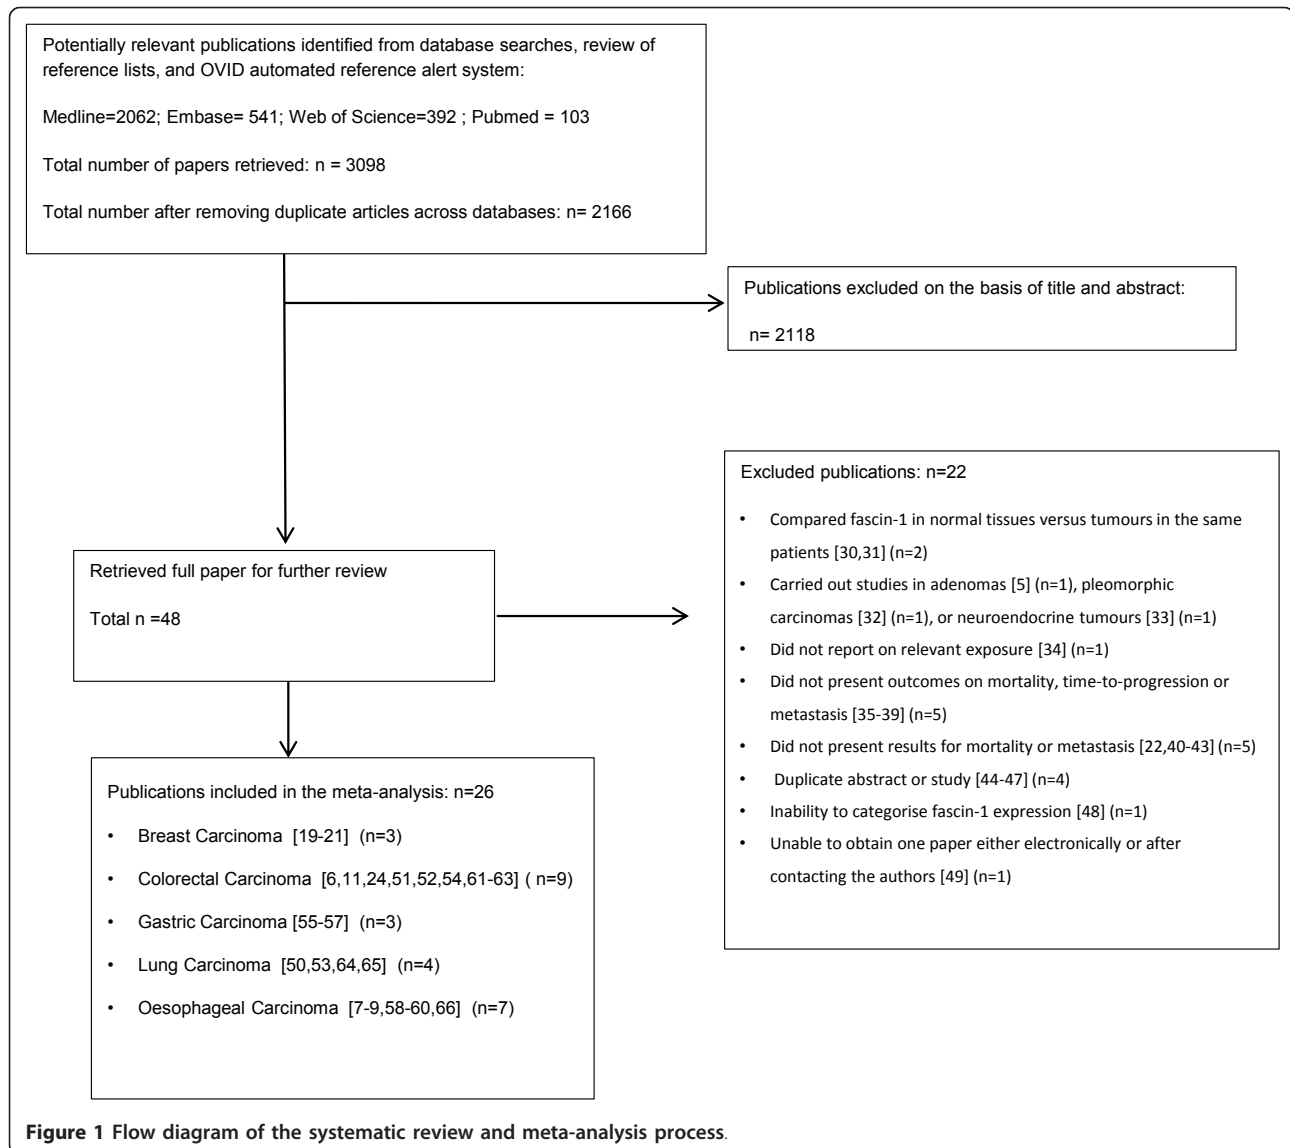 Potentially relevant publications identified from database searches, review of
reference lists, and OVID automated reference alert system:
Medline=2062; Embase= 541; Web of Science=392 ; Pubmed = 103
Total number of papers retrieved: n = 3098
Total number after removing duplicate articles across databases: n= 2166
Publications excluded on the basis of title and abstract:
n= 2118
Retrieved full paper for further review
Total n =48
Excluded publications: n=22
• Compared fascin-1 in normal tissues versus tumours in the same
patients [30,31] (n=2)
• Carried out studies in adenomas [5] (n=1), pleomorphic
carcinomas [32] (n=1), or neuroendocrine tumours [33] (n=1)
• Did not report on relevant exposure [34] (n=1)
• Did not present outcomes on mortality, time-to-progression or
metastasis [35-39] (n=5)
• Did not present results for mortality or metastasis [22,40-43] (n=5)
• Duplicate abstract or study [44-47] (n=4)
• Inability to categorise fascin-1 expression [48] (n=1)
• Unable to obtain one paper either electronically or after
contacting the authors [49] (n=1)
Publications included in the meta-analysis: n=26
• Breast Carcinoma [19-21] (n=3)
• Colorectal Carcinoma [6,11,24,51,52,54,61-63] ( n=9)
• Gastric Carcinoma [55-57] (n=3)
• Lung Carcinoma [50,53,64,65] (n=4)
• Oesophageal Carcinoma [7-9,58-60,66] (n=7)
Figure 1 Flow diagram of the systematic review and meta-analysis process.